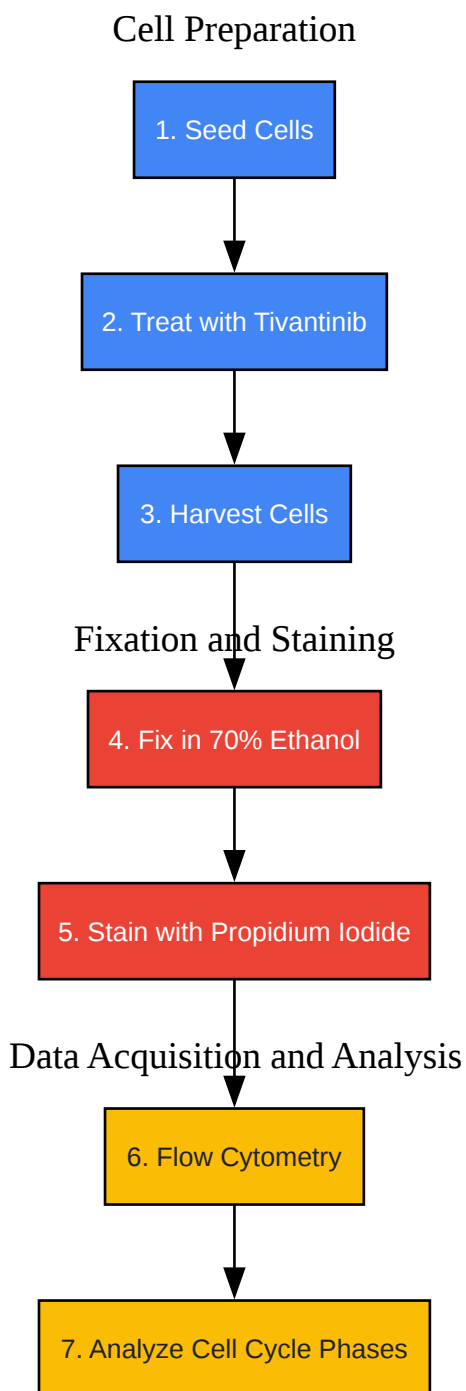 Cell Preparation
1. Seed Cells
2. Treat with Tivantinib
3. Harvest Cells
Fixation and Staining
4. Fix in 70% Ethanol
5. Stain with Propidium Iodide
Data Acquisition and Analysis
6. Flow Cytometry
7. Analyze Cell Cycle Phases